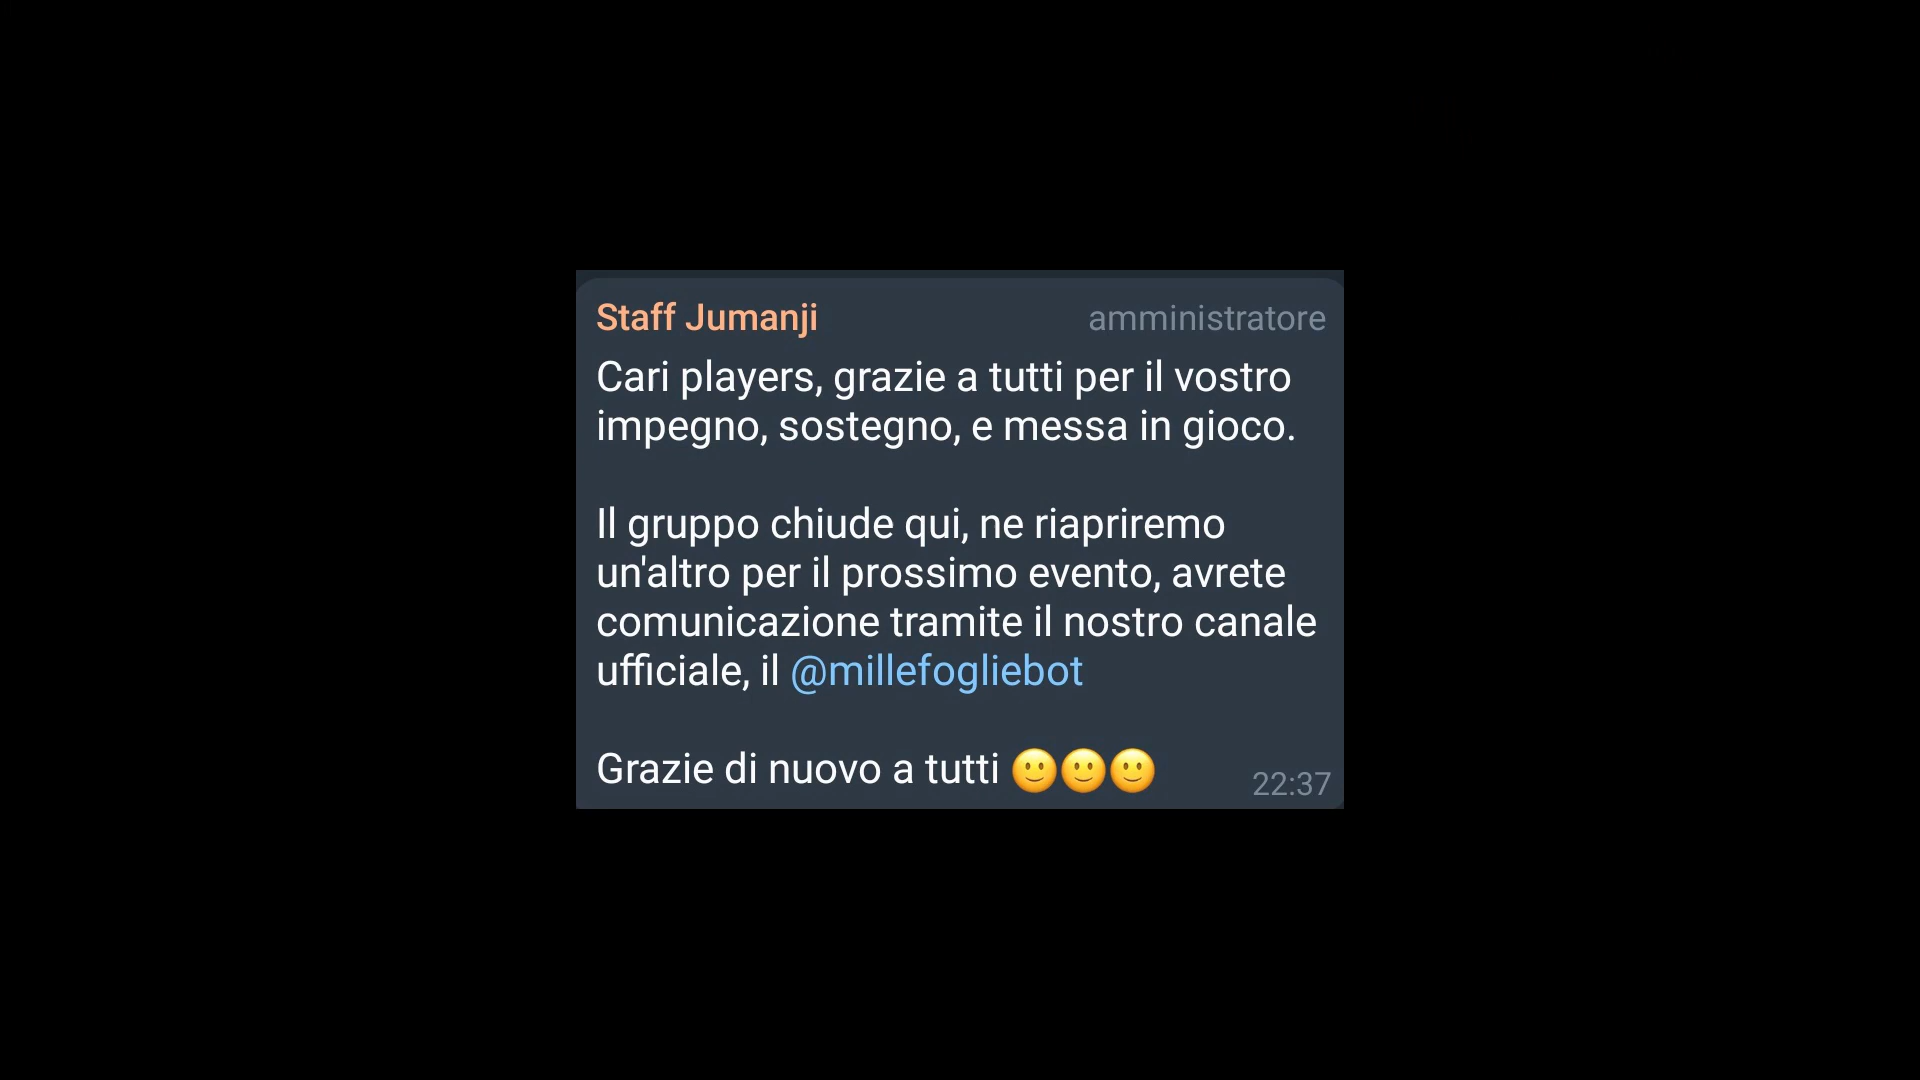 Staff Jumanji amministratore
Cari players, grazie a tutti per il vostro
impegno, sostegno, e messa in gioco.
Il gruppo chiude qui, ne riapriremo
un'altro per il prossimo evento, avrete
comunicazione tramite il nostro canale
ufficiale, il @millefogliebot
Grazie di nuovo a tutti 🙂🙂🙂
22:37